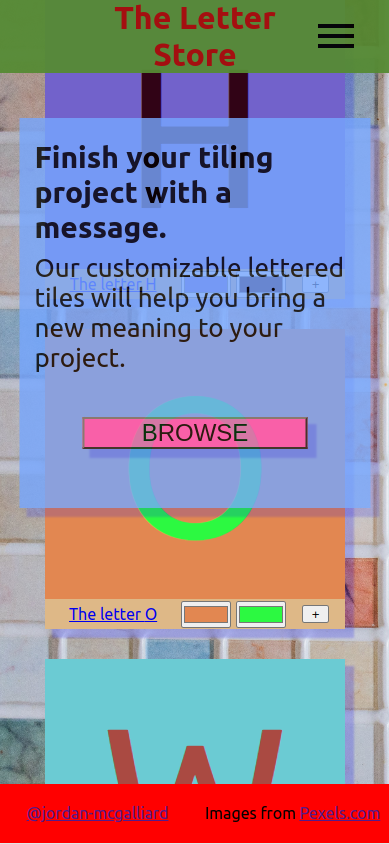 The Letter
Store
H
Finish your tiling
project with a
message.
Our customizable lettered
The letter H +
tiles will help you bring a
new meaning to your
project.
BROWSE
O
The letter O +
W
@jordan-mcgalliard Images from Pexels.com